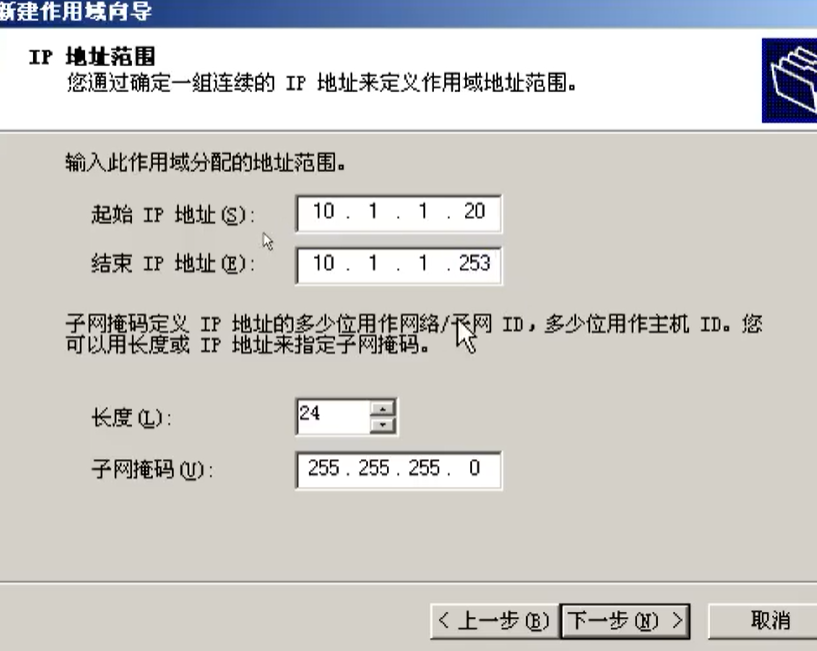 新建作用域向导
IP 地址范围
您通过确定一组连续的 IP 地址来定义作用域地址范围。
输入此作用域分配的地址范围。
起始 IP 地址(S): 10 . 1 . 1 . 20
结束 IP 地址(E): 10 . 1 . 1 . 253
子网掩码定义 IP 地址的多少位用作网络/子网 ID，多少位用作主机 ID。您
可以用长度或 IP 地址来指定子网掩码。
长度(L): 24
子网掩码(U): 255 . 255 . 255 . 0
< 上一步(B) 下一步(N) > 取消